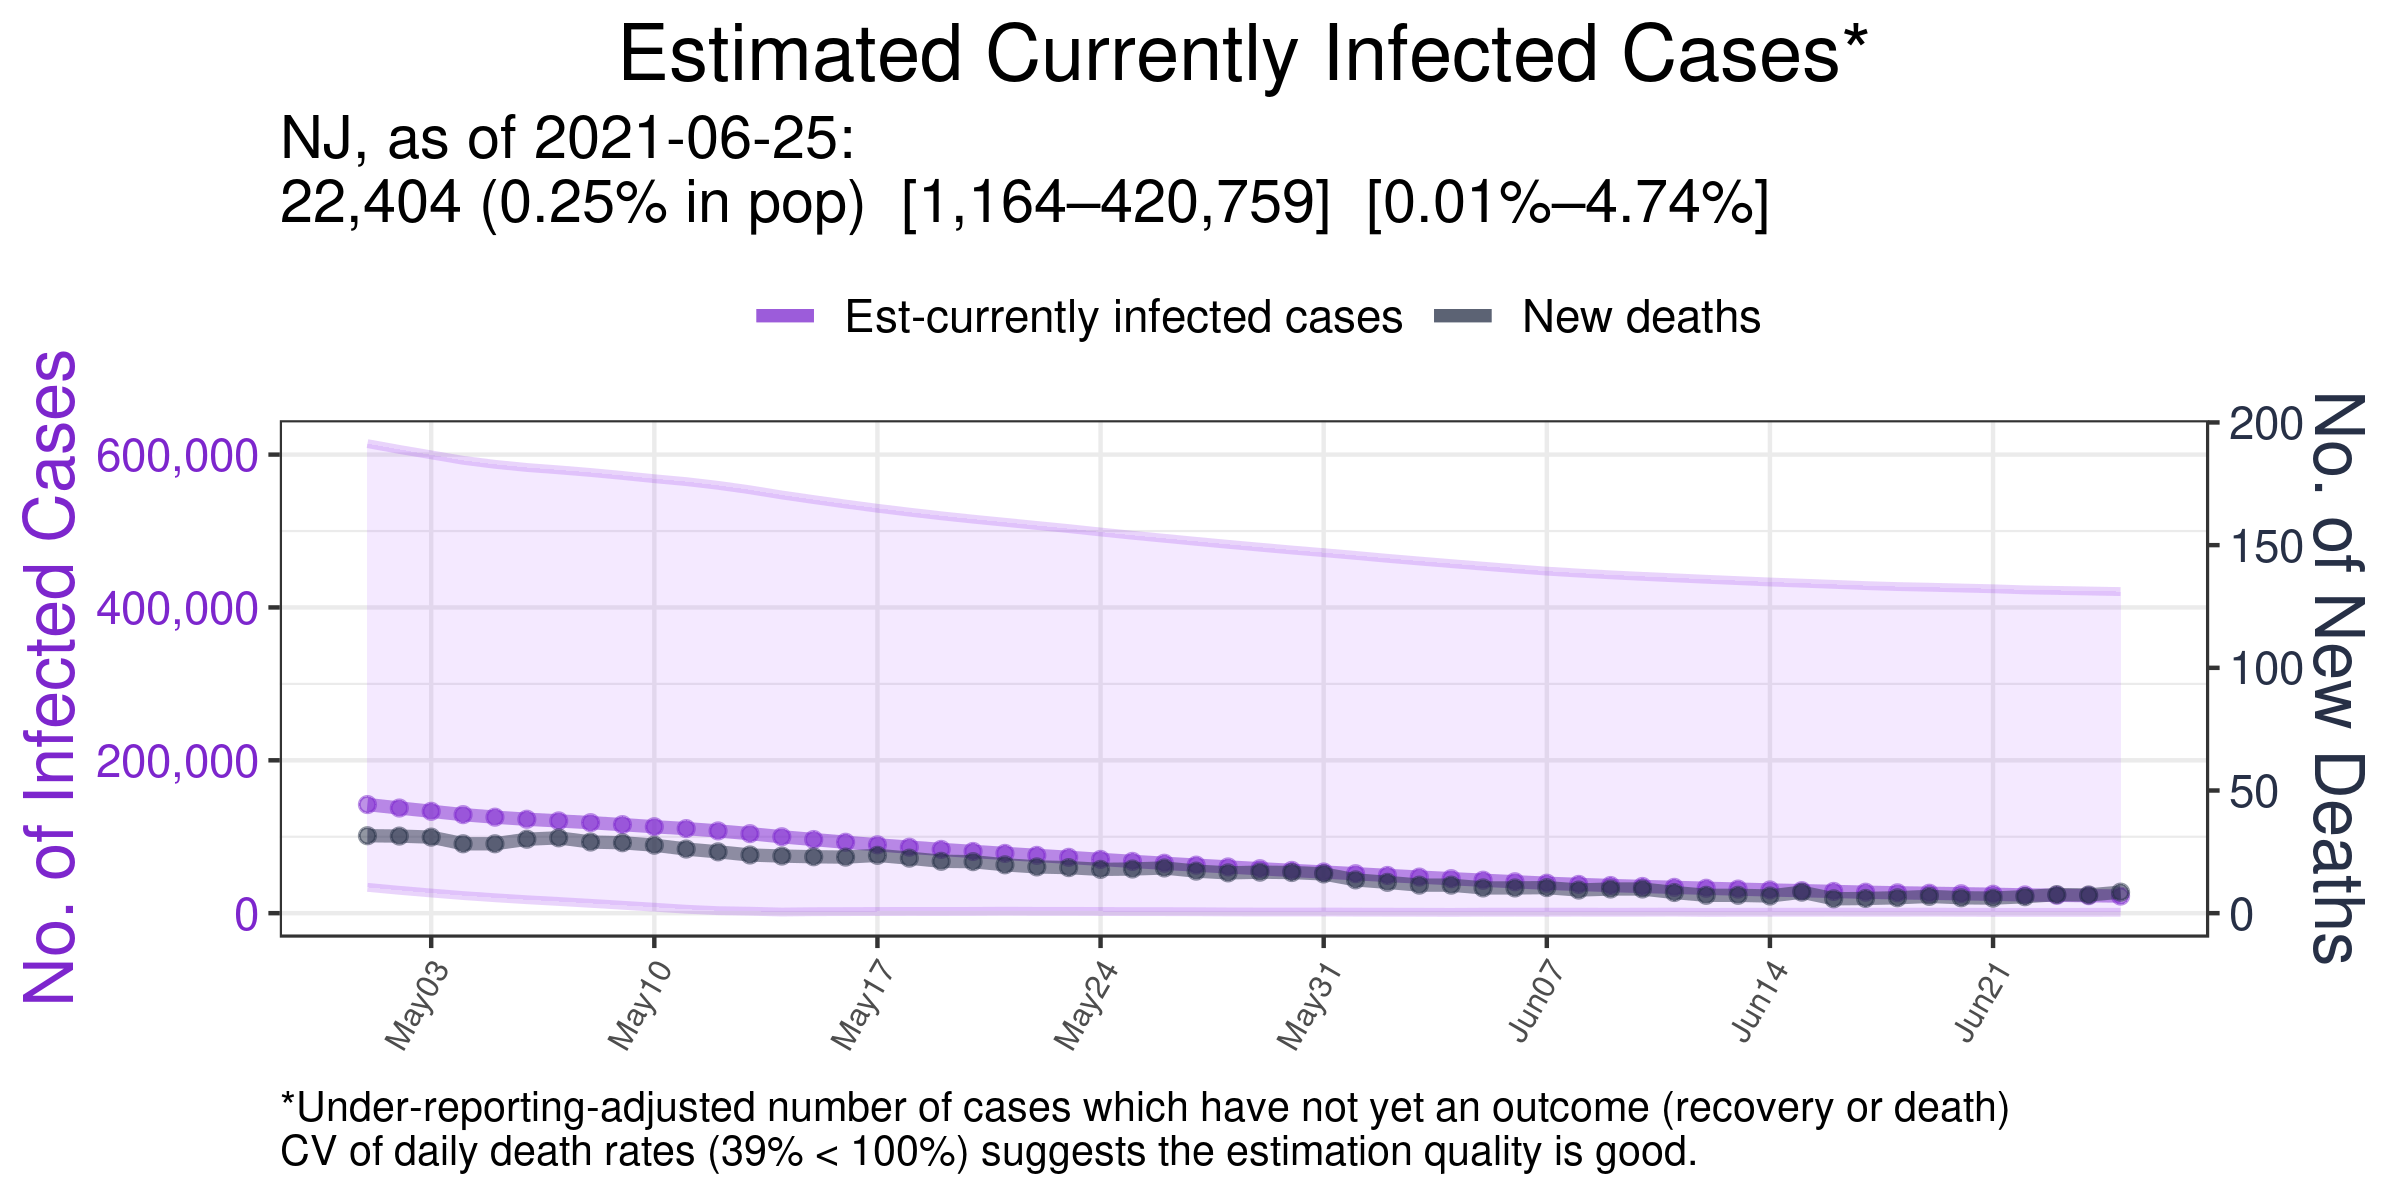 Estimated Currently Infected Cases*
NJ, as of 2021-06-25:
22,404 (0.25% in pop)  [1,164–420,759]  [0.01%–4.74%]
Est-currently infected cases
New deaths
No. of Infected Cases
600,000
400,000
200,000
0
200
150
100
50
0
No. of New Deaths
May03
May10
May17
May24
May31
Jun07
Jun14
Jun21
*Under-reporting-adjusted number of cases which have not yet an outcome (recovery or death)
CV of daily death rates (39% < 100%) suggests the estimation quality is good.